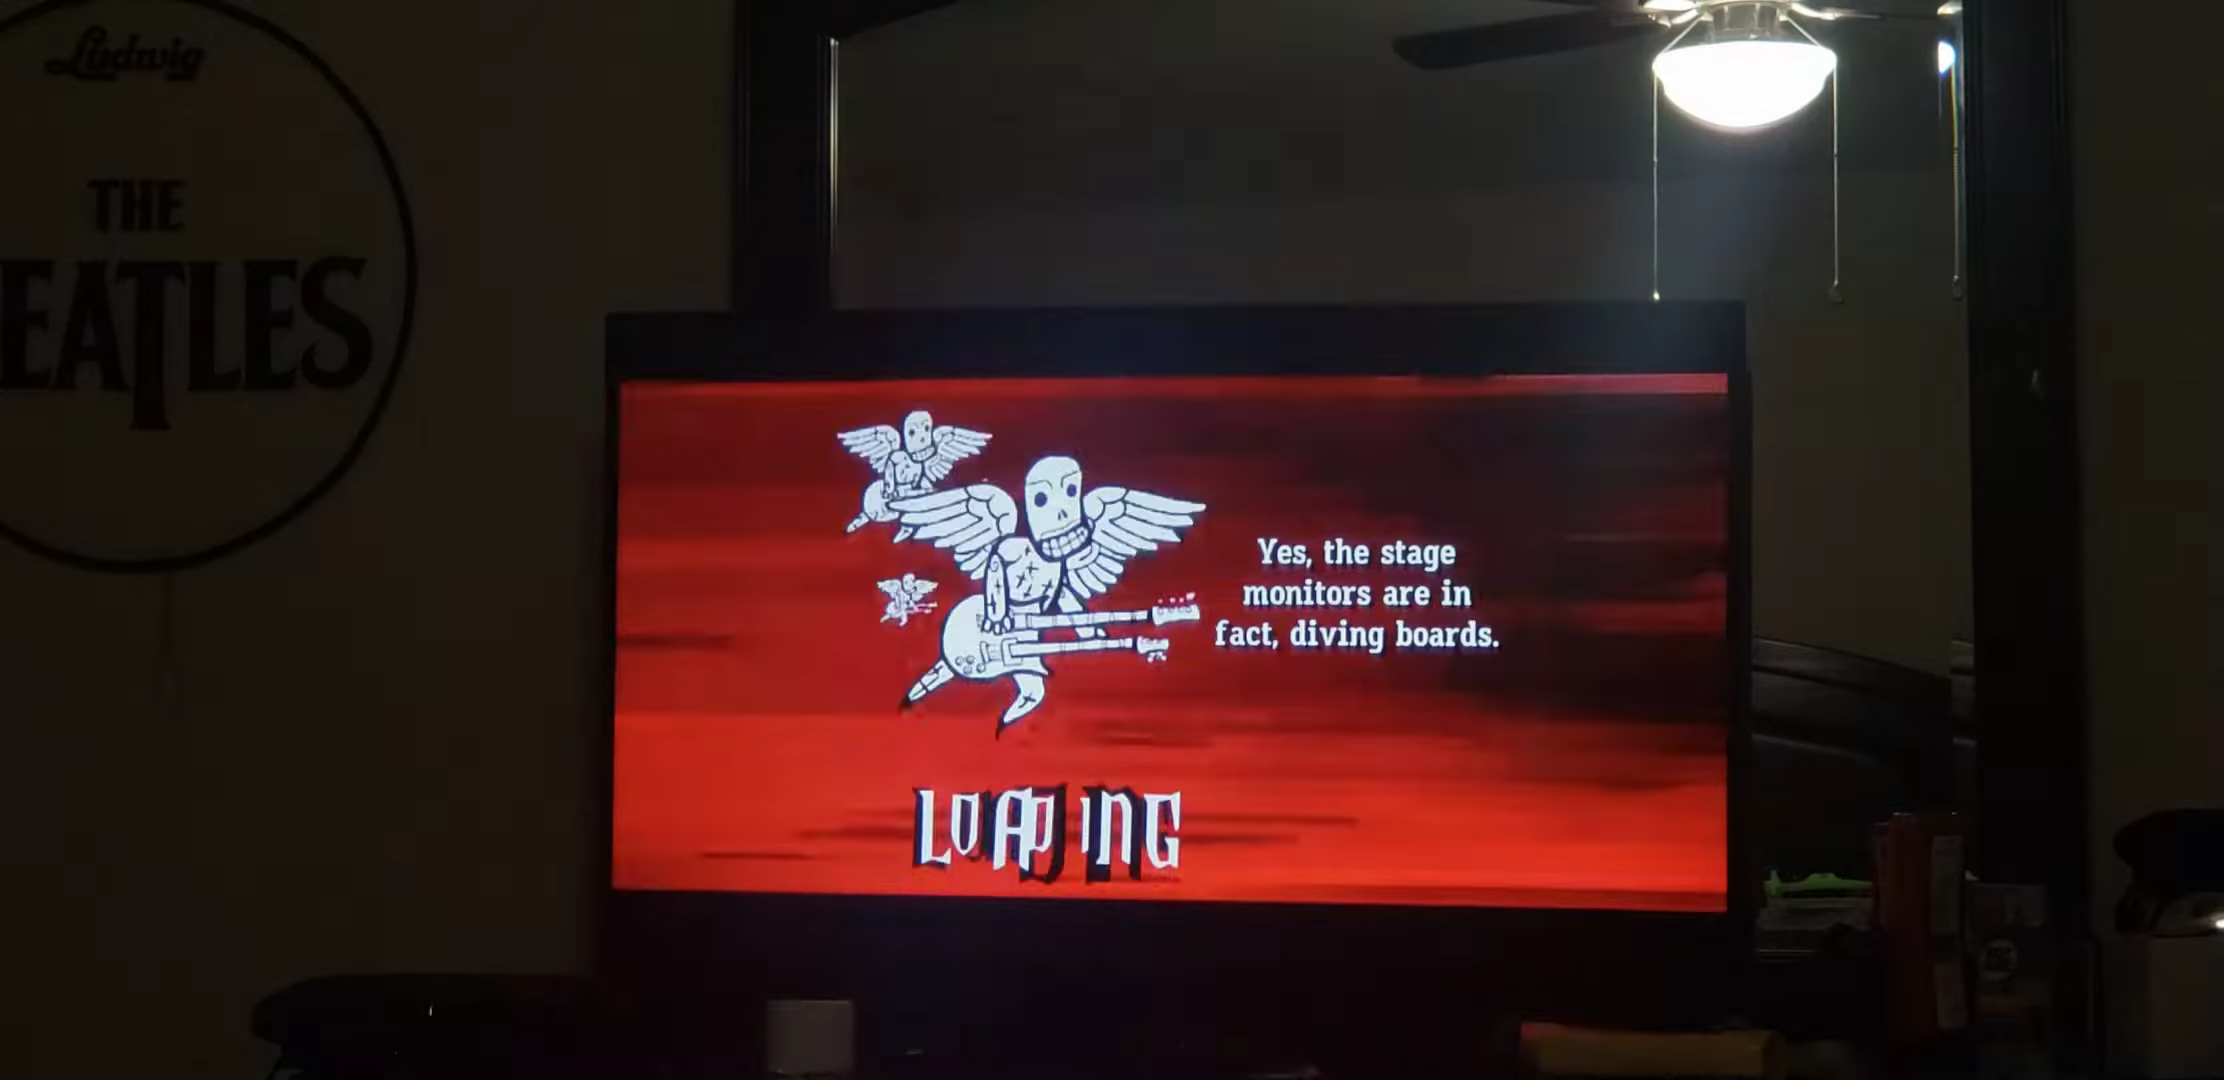 Ludwig
THE
EATLES
Yes, the stage
monitors are in
fact, diving boards.
LOADING